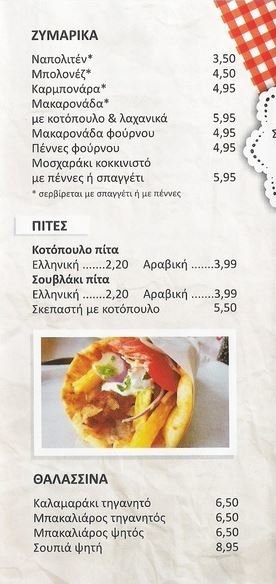 ΖΥΜΑΡΙΚΑ
Ναπολιτέν* 3,50
Μπολονέζ* 4,50
Καρμπονάρα* 4,95
Μακαρονάδα*
με κοτόπουλο & λαχανικά 5,95
Μακαρονάδα φούρνου 4,95
Πέννες φούρνου 4,95
Μοσχαράκι κοκκινιστό
με πέννες ή σπαγγέτι 5,95
* σερβίρεται με σπαγγέτι ή με πέννες
ΠΙΤΕΣ
Κοτόπουλο πίτα
Ελληνική .......2,20 Αραβική .......3,99
Σουβλάκι πίτα
Ελληνική .......2,20 Αραβική .......3,99
Σκεπαστή με κοτόπουλο 5,50
ΘΑΛΑΣΣΙΝΑ
Καλαμαράκι τηγανητό 6,50
Μπακαλιάρος τηγανητός 6,50
Μπακαλιάρος ψητός 6,50
Σουπιά ψητή 8,95